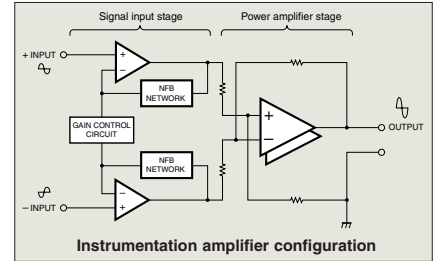 Signal input stage
Power amplifier stage
+ INPUT
+
−
NFB
NETWORK
GAIN CONTROL
CIRCUIT
NFB
NETWORK
−
+
− INPUT
+
−
OUTPUT
Instrumentation amplifier configuration